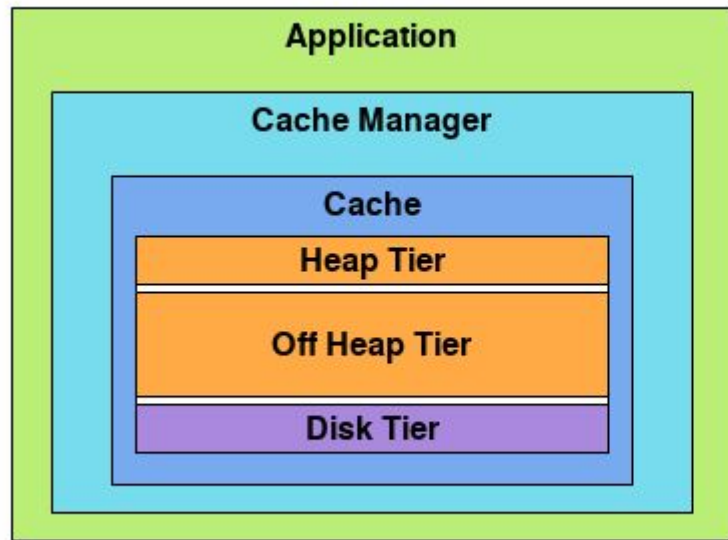 Application
Cache Manager
Cache
Heap Tier
Off Heap Tier
Disk Tier